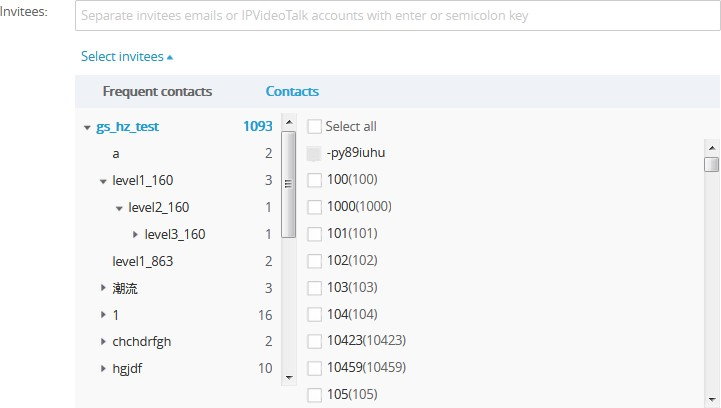 Invitees:
Separate invitees emails or IPVideoTalk accounts with enter or semicolon key
Select invitees
Frequent contacts
Contacts
gs_hz_test 1093
a 2
level1_160 3
level2_160 1
level3_160 1
level1_863 2
潮流 3
1 16
chchdrfgh 2
hgjdf 10
Select all
-py89iuhu
100(100)
1000(1000)
101(101)
102(102)
103(103)
104(104)
10423(10423)
10459(10459)
105(105)